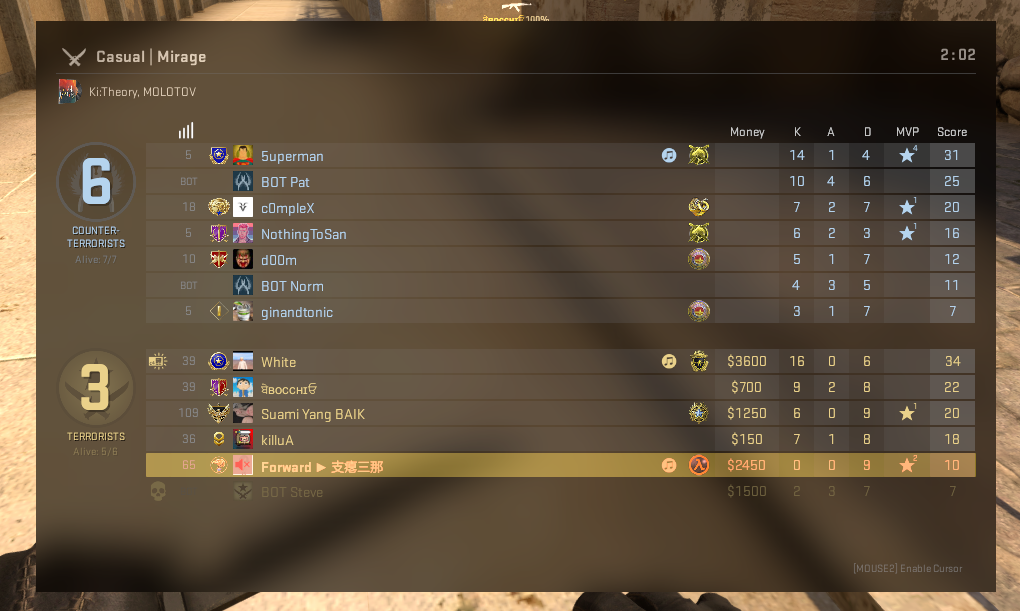 100%
Casual | Mirage
2:02
Ki:Theory, MOLOTOV
Money K A D MVP Score
6
COUNTER-
TERRORISTS
Alive: 7/7
5 5uperman 14 1 4 4 31
BOT BOT Pat 10 4 6 25
18 c0mpleX 7 2 7 1 20
5 NothingToSan 6 2 3 1 16
10 d00m 5 1 7 12
BOT BOT Norm 4 3 5 11
5 ginandtonic 3 1 7 7
3
TERRORISTS
Alive: 5/6
39 White $3600 16 0 6 34
39 $700 9 2 8 22
109 Suami Yang BAIK $1250 6 0 9 1 20
36 killuA $150 7 1 8 18
65 Forward ► 支瘪三那 $2450 0 0 9 2 10
BOT Steve $1500 2 3 7 7
[MOUSE2] Enable Cursor